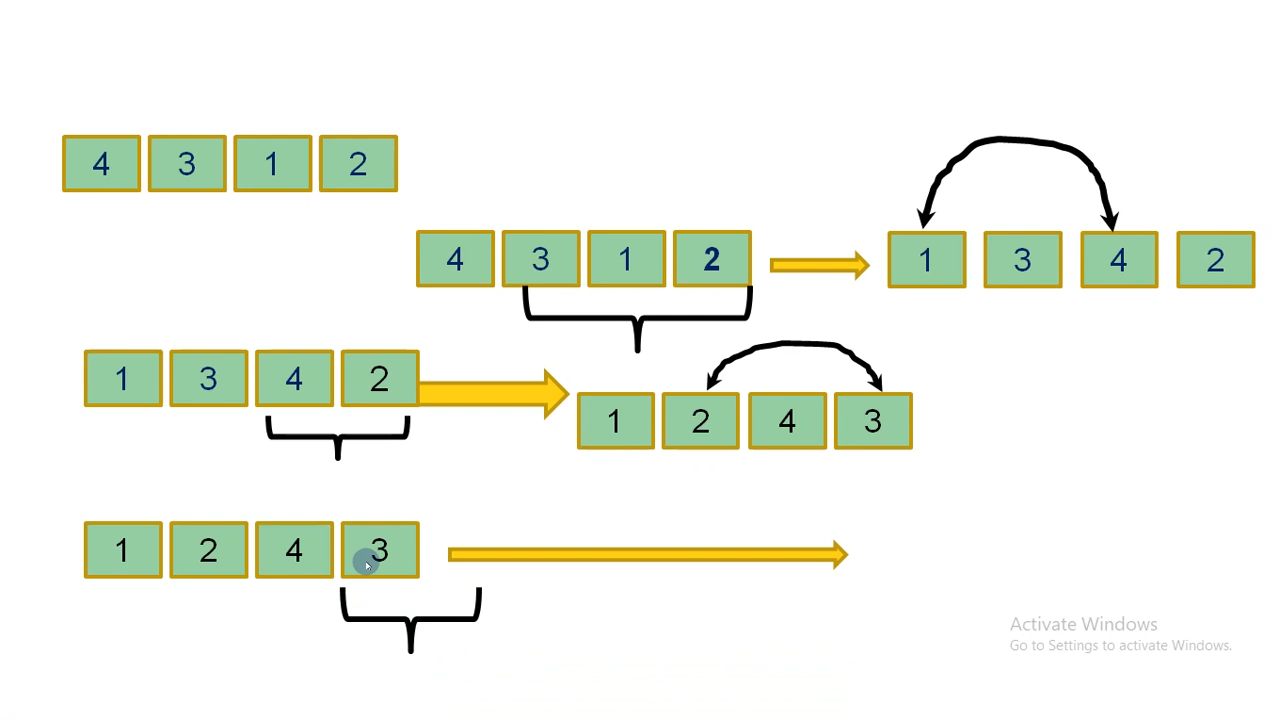 4 3 1 2
4 3 1 2
1 3 4 2
1 3 4 2
1 2 4 3
1 2 4 3
Activate Windows
Go to Settings to activate Windows.